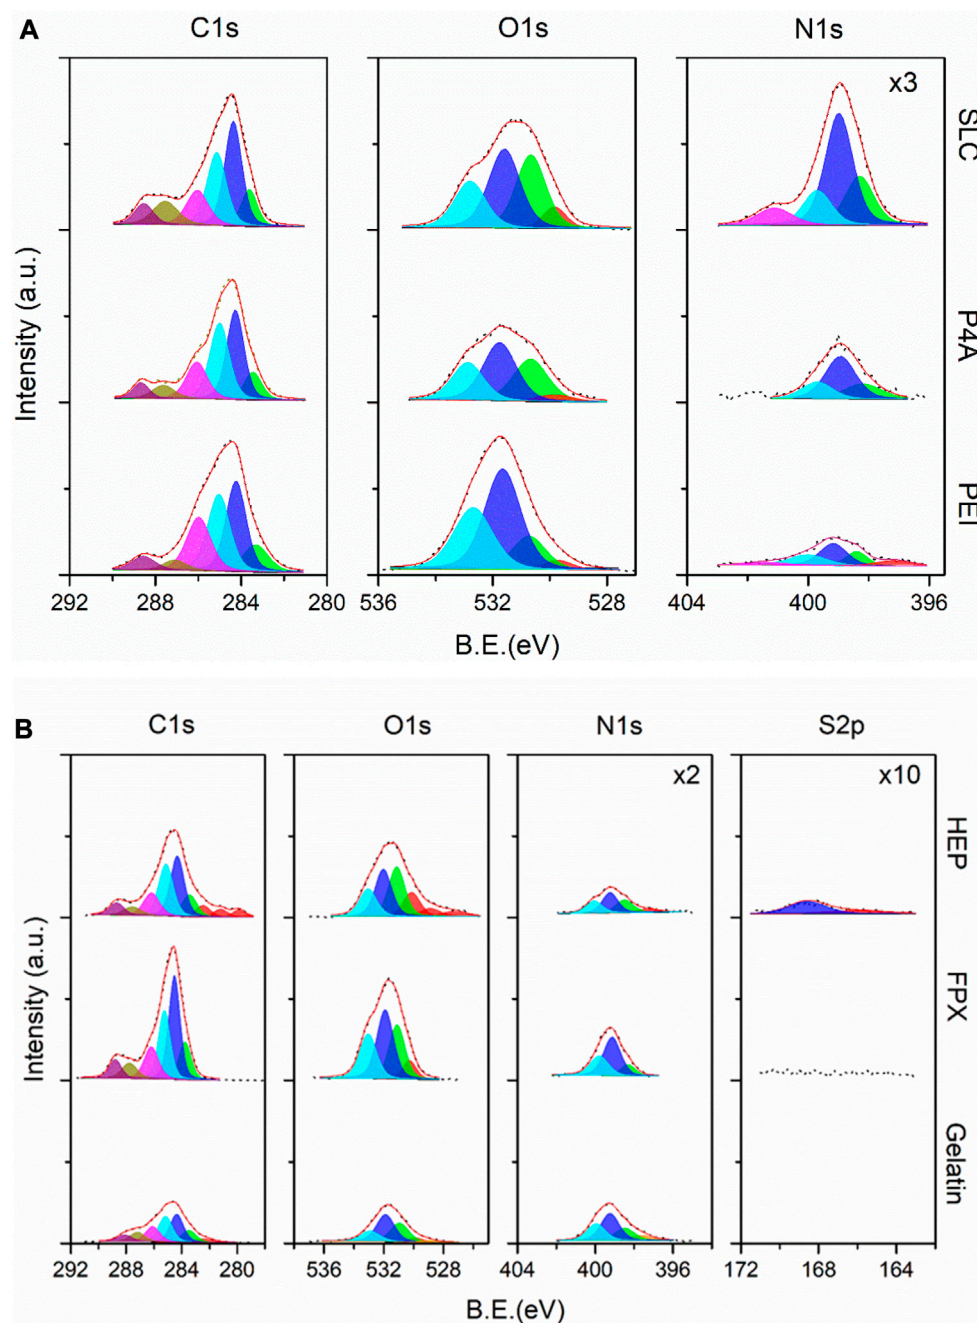 A
C1s O1s N1s
x3
SLC
P4A
PEI
Intensity (a.u.)
292 288 284 280 536 532 528 404 400 396
B.E.(eV)
B
C1s O1s N1s S2p
x2 x10
HEP
FPX
Gelatin
Intensity (a.u.)
292 288 284 280 536 532 528 404 400 396 172 168 164
B.E.(eV)